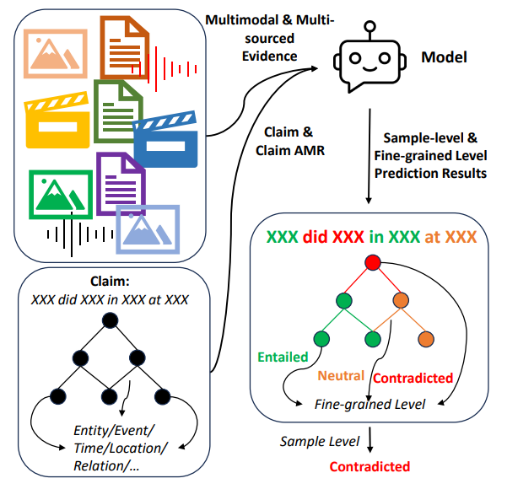 Multimodal & Multi-
sourced
Evidence
Model
Claim &
Claim AMR
Sample-level &
Fine-grained Level
Prediction Results
Claim:
XXX did XXX in XXX at XXX
Entity/Event/
Time/Location/
Relation/...
XXX did XXX in XXX at XXX
Entailed
Neutral
Contradicted
Fine-grained Level
Sample Level
Contradicted